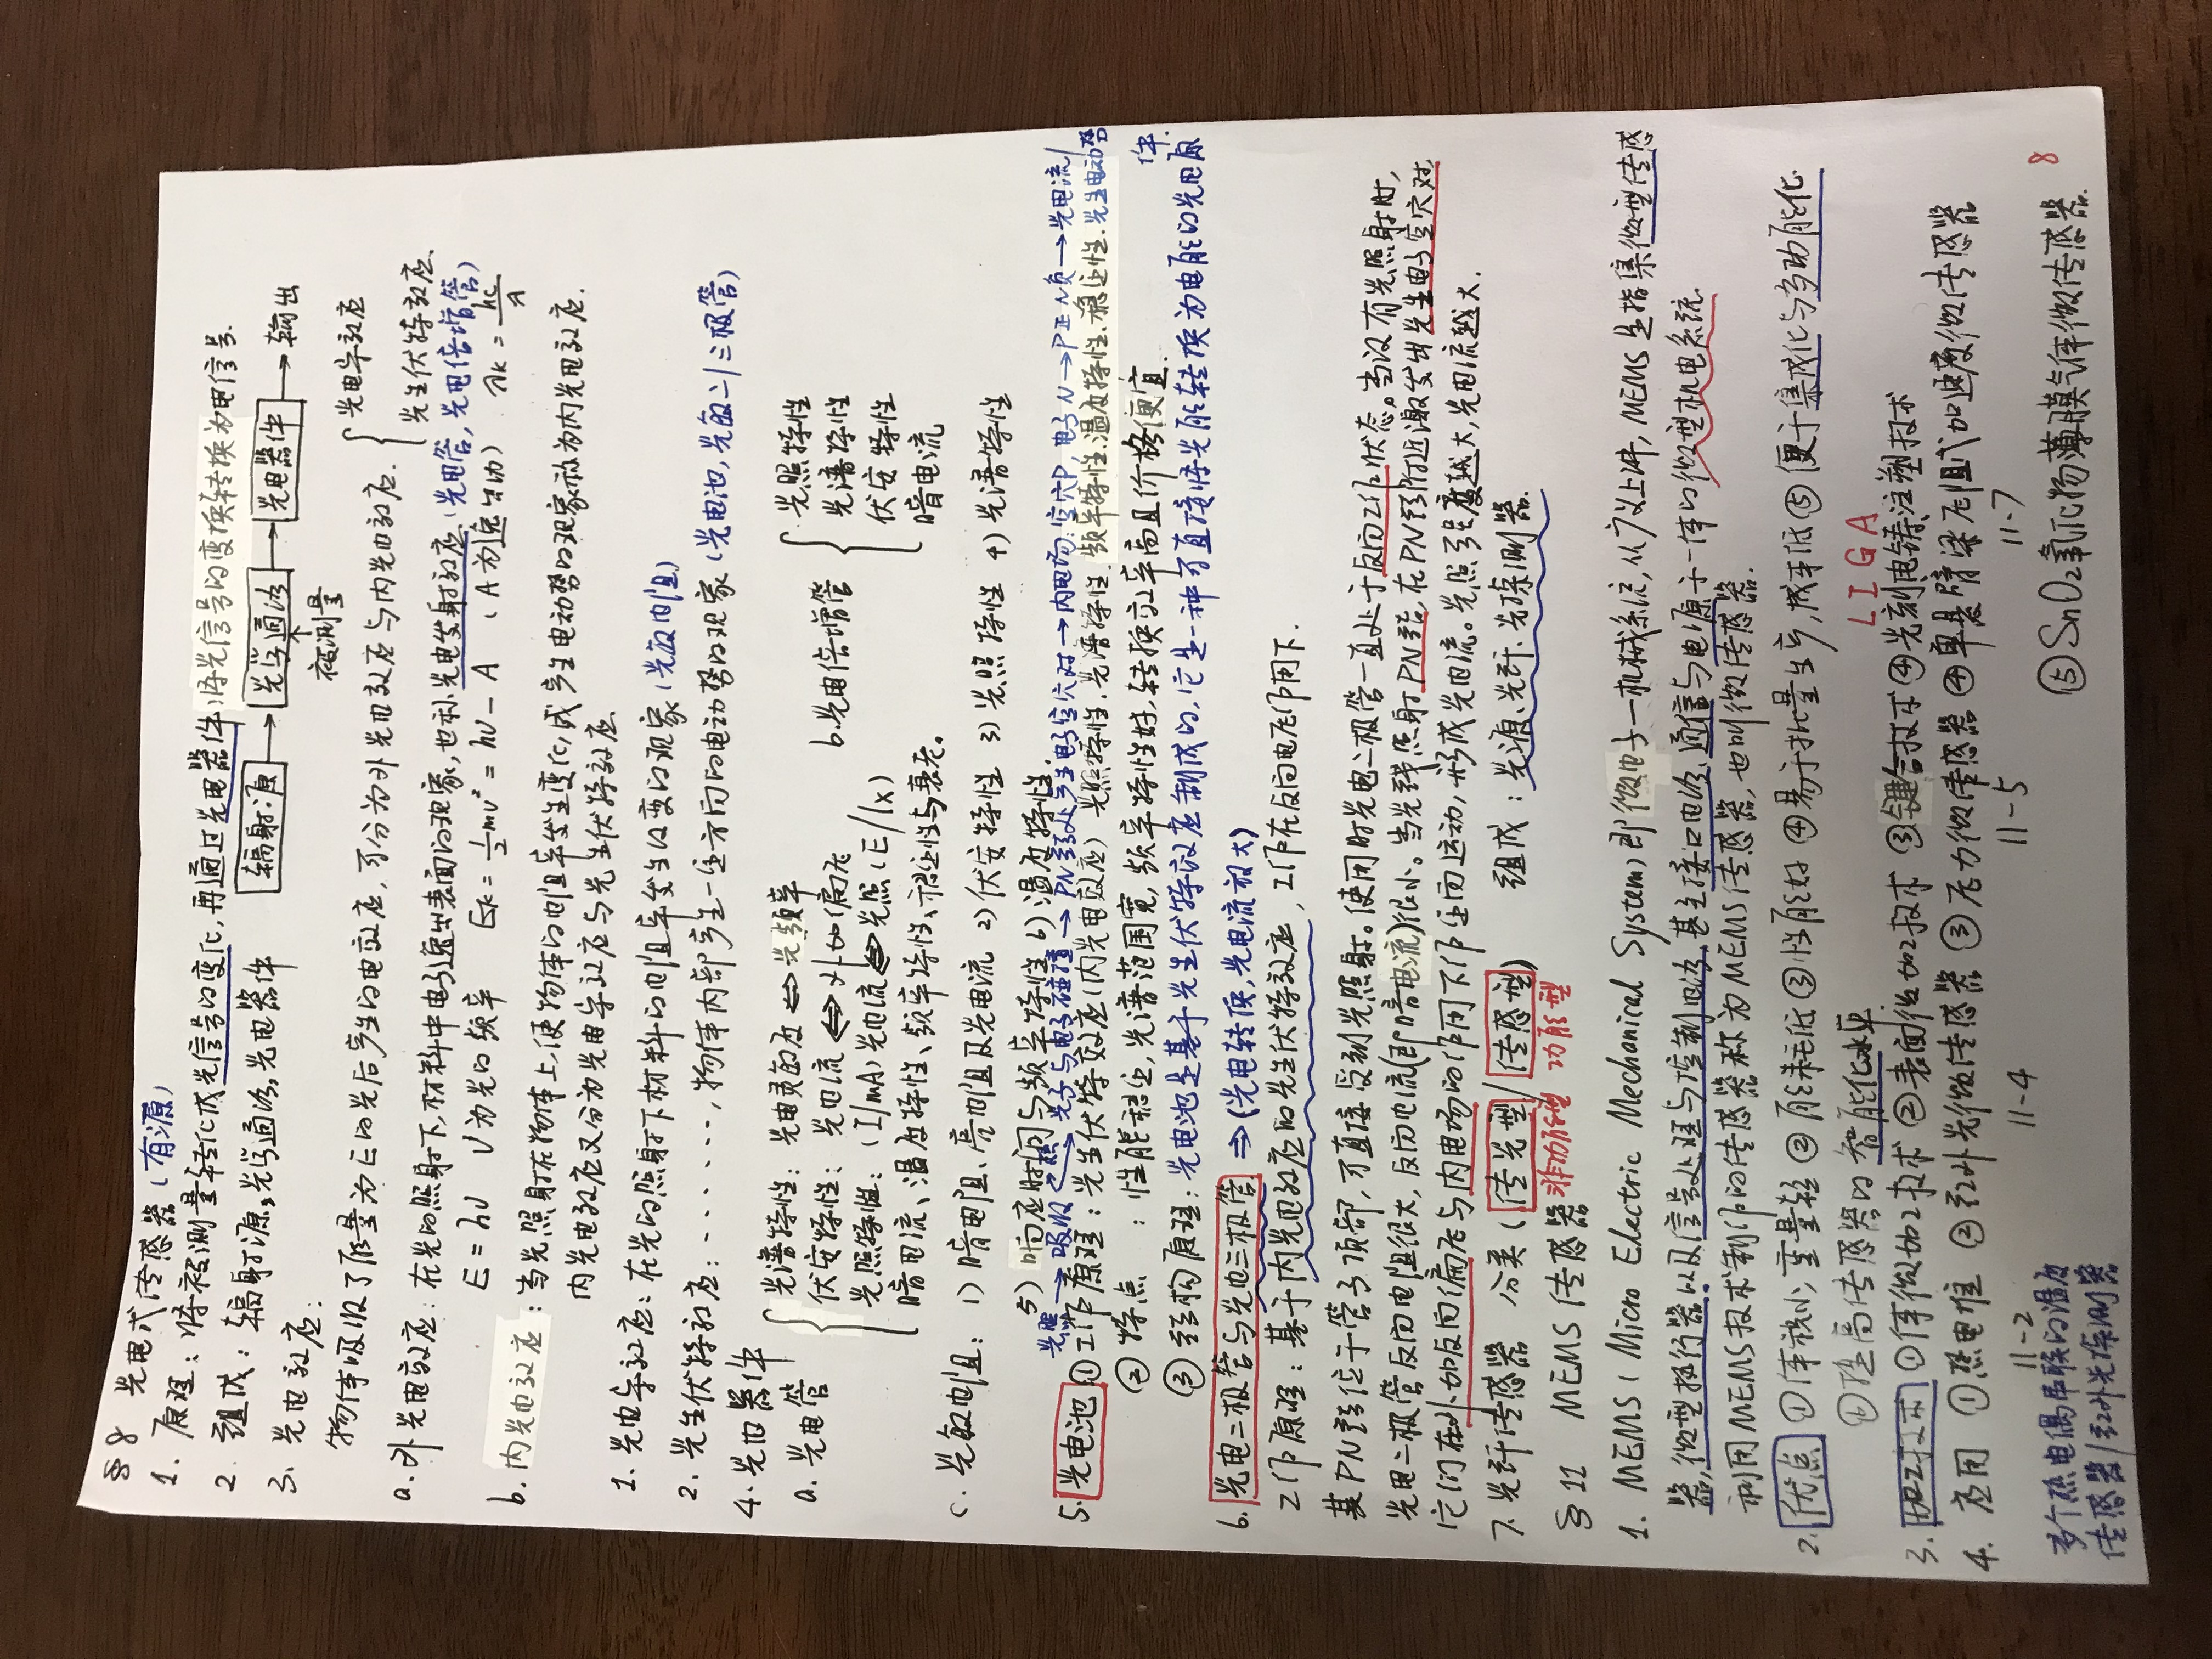 §8 光电式传感器(有源)
1. 原理：将被测量转化成光信号的变化,再通过光电器件,将光信号的变换转换为电信号.
2. 组成：辐射源,光学通路,光电器件 辐射源→光学通路→光电器件→输出
被测量
3. 光电效应：
物体吸收了能量为E的光后产生的电效应,可分为外光电效应与内光电效应. { 光电导效应
光生伏特效应.
a. 外光电效应：在光的照射下,材料中电子逸出表面的现象,也称光电发射效应.(光电管,光电倍增管)
E=hν ν为光的频率 Ek=½mv²=hν-A (A为逸出功) λk=hc/A
b. 内光电效应：当光照射在物体上,使物体的电阻率发生变化,或产生电动势的现象称为内光电效应.
内光电效应又分为光电导效应与光生伏特效应.
1. 光电导效应：在光的照射下材料的电阻率发生改变的现象(光敏电阻)
2. 光生伏特效应：······,物体内部产生一定方向的电动势的现象(光电池,光敏二/三极管)
4. 光电器件
a. 光电管 { 光谱特性：光电灵敏度⇔光频率
伏安特性：光电流⇔外加偏压
光照特性：(I/mA)光电流⇔光照(E/lx)
暗电流、温度特性、频率特性、稳定性与衰老。
b. 光电倍增管 { 光照特性
光谱特性
伏安特性
暗电流
c. 光敏电阻：1) 暗电阻、亮电阻及光电流 2) 伏安特性 3) 光照特性 4) 光谱特性
5) 响应时间与频率特性 6) 温度特性.
光照→吸收 光子与电子碰撞→PN结处产生电子空穴对→内电场:空穴P,电子N→P正N负→光电流/
5. 光电池 ①工作原理：光生伏特效应(内光电效应) 光照特性.光谱特性.频率特性.温度特性.稳定性.光生电动势
②特点：性能稳定,光谱范围宽,频率特性好,转换效率高且价格便宜.
③结构原理：光电池是基于光生伏特效应制成的,它是一种可直接将光能转换为电能的光电原
件.
6. 光电二极管与光电三极管 ⇒(光电转换,光电流放大)
工作原理：基于内光电效应的光生伏特效应,工作在反向电压作用下.
其PN结位于管子顶部,可直接受到光照射。使用时光电二极管一直处于反向工作状态。当没有光照射时,
光电二极管反向电阻很大,反向电流(即暗电流)很小。当光线照射PN结,在PN结附近激发出光生电子空穴对,
它们在外加反向偏压与内电场的作用下作定向运动,形成光电流。光照强度越大,光电流越大.
7. 光纤传感器 分类(传光型/传感型) 组成：光源、光纤、光探测器.
非功能型 功能型
§11 MEMS传感器
1. MEMS(Micro Electric Mechanical System)即微电子一机械系统,从广义上讲,MEMS是指集微型传感
器,微型执行器以及信号处理与控制电路.甚至接口电路、通信与电源于一体的微型机电系统.
利用MEMS技术制作的传感器称为MEMS传感器,也叫微传感器.
2. 优点 ①体积小,重量轻 ②能耗低 ③性能好 ④易于批量生产,成本低 ⑤便于集成化与多功能化.
①提高传感器的智能化水平.
LIGA
3. 加工技术 ①体微加工技术 ②表面微加工技术 ③键合技术 ④光刻电铸注塑技术
4. 应用 ①热电堆 ②红外光微传感器 ③压力微传感器 ④单悬臂梁压阻式加速度微传感器
11-2 11-4 11-5 11-7
多个热电偶串联的温度
传感器/红外光探测器
⑤SnO2氧化物薄膜气体微传感器.
8